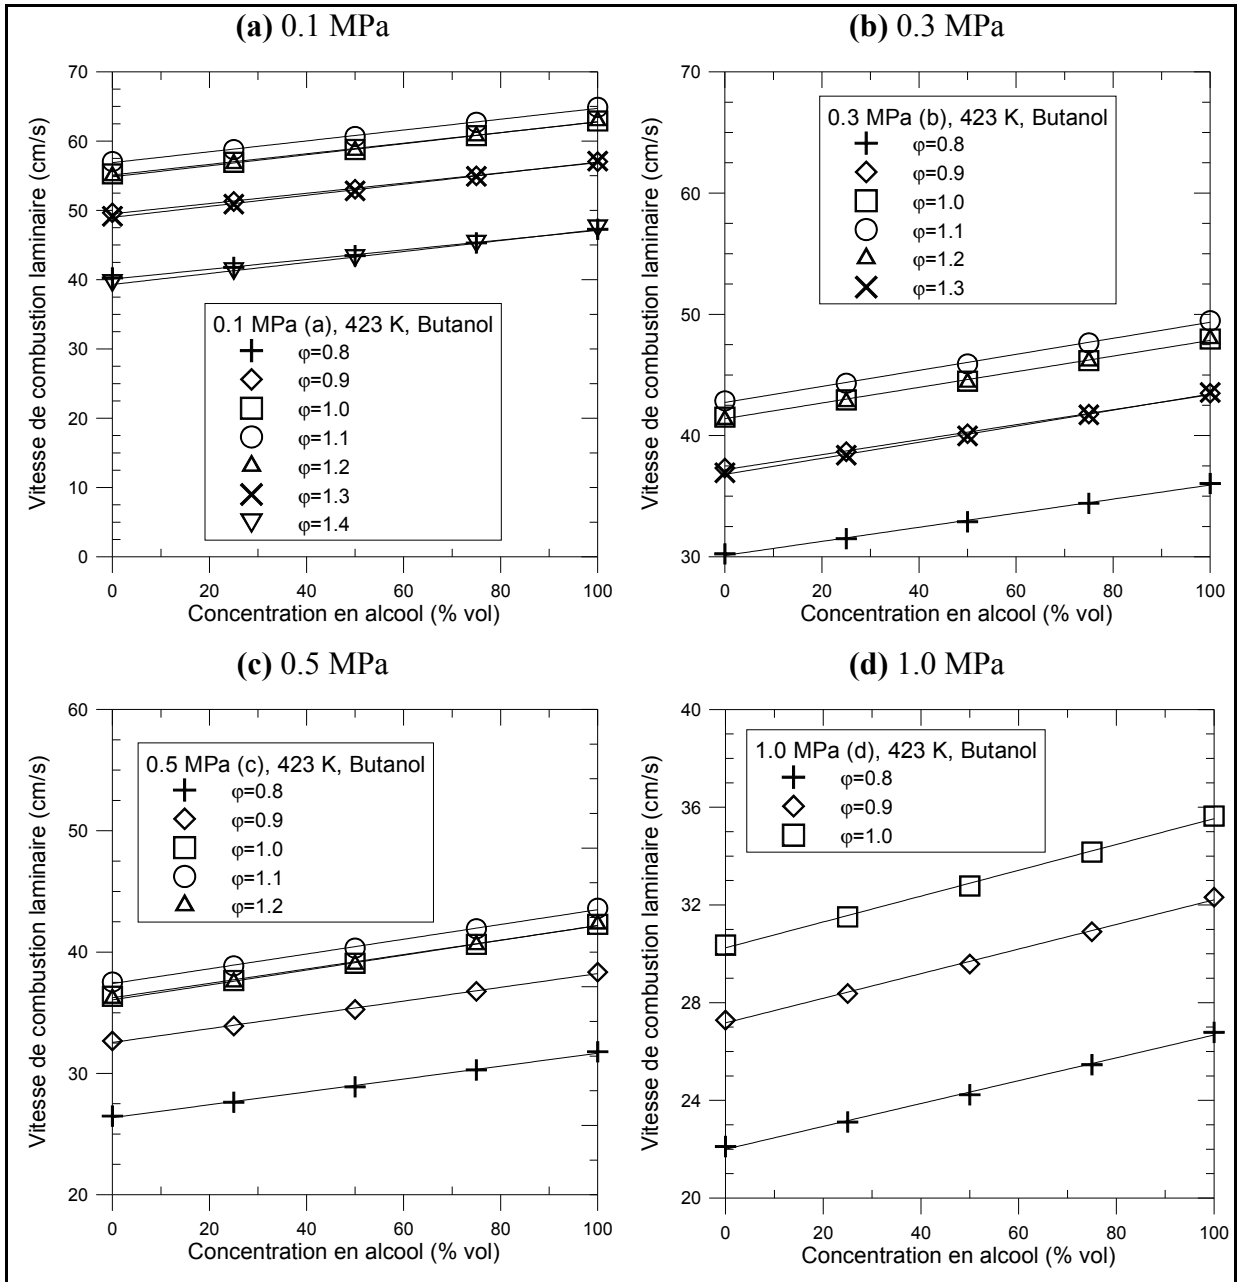 (a) 0.1 MPa
70
60
50
40
30
20
10
0
Vitesse de combustion laminaire (cm/s)
0.1 MPa (a), 423 K, Butanol
φ=0.8
φ=0.9
φ=1.0
φ=1.1
φ=1.2
φ=1.3
φ=1.4
0 20 40 60 80 100
Concentration en alcool (% vol)
(b) 0.3 MPa
70
60
50
40
30
Vitesse de combustion laminaire (cm/s)
0.3 MPa (b), 423 K, Butanol
φ=0.8
φ=0.9
φ=1.0
φ=1.1
φ=1.2
φ=1.3
0 20 40 60 80 100
Concentration en alcool (% vol)
(c) 0.5 MPa
60
50
40
30
20
Vitesse de combustion laminaire (cm/s)
0.5 MPa (c), 423 K, Butanol
φ=0.8
φ=0.9
φ=1.0
φ=1.1
φ=1.2
0 20 40 60 80 100
Concentration en alcool (% vol)
(d) 1.0 MPa
40
36
32
28
24
20
Vitesse de combustion laminaire (cm/s)
1.0 MPa (d), 423 K, Butanol
φ=0.8
φ=0.9
φ=1.0
0 20 40 60 80 100
Concentration en alcool (% vol)